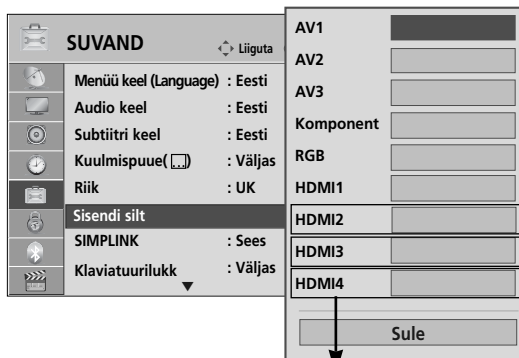 SUVAND
Liiguta
Menüü keel (Language) : Eesti
Audio keel : Eesti
Subtiitri keel : Eesti
Kuulmispuue( ) : Väljas
Riik : UK
Sisendi silt
SIMPLINK : Sees
Klaviatuurilukk : Väljas
AV1
AV2
AV3
Komponent
RGB
HDMI1
HDMI2
HDMI3
HDMI4
Sule